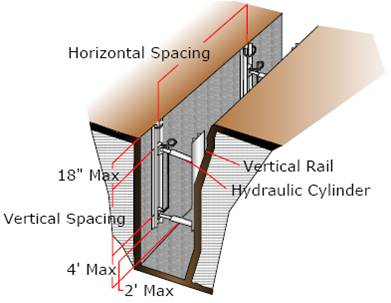 Horizontal Spacing
Vertical Rail
18" Max
Hydraulic Cylinder
Vertical Spacing
4' Max
2' Max